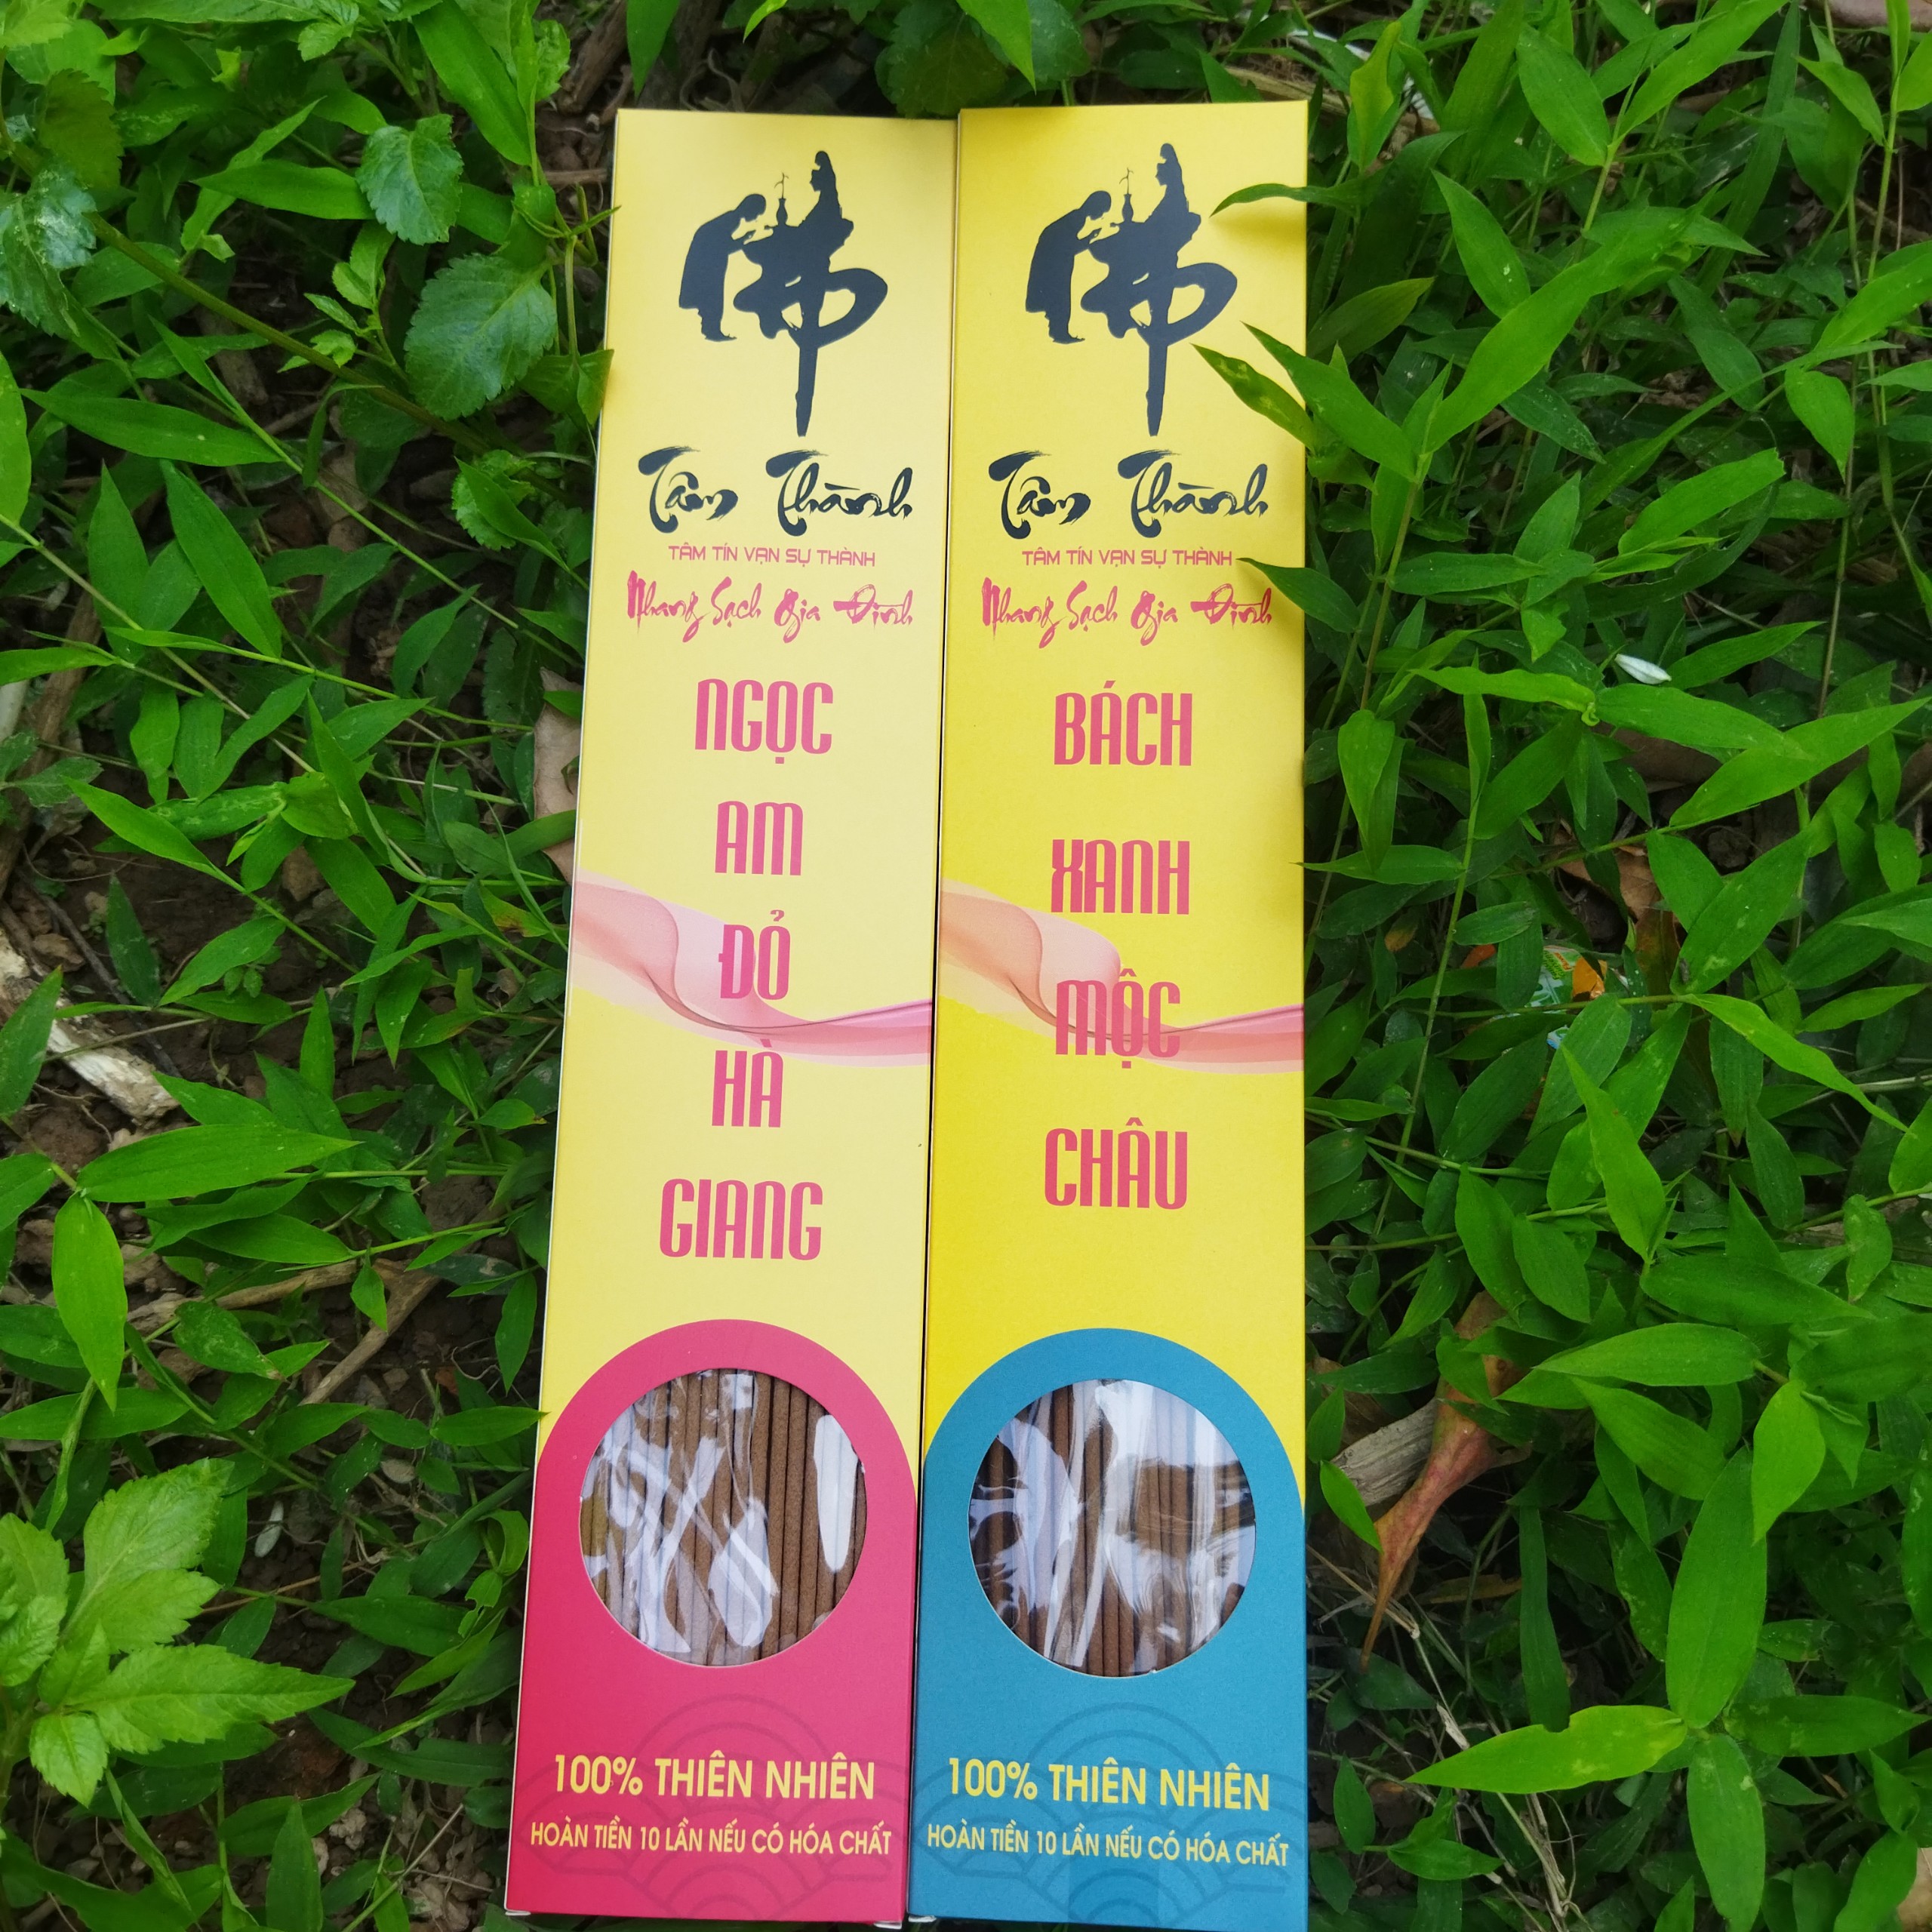 佛
Tâm Thành
TÂM TÍN VẠN SỰ THÀNH
Nhang Sạch Gia Định
NGỌC
AM
ĐỎ
HÀ
GIANG
100% THIÊN NHIÊN
HOÀN TIỀN 10 LẦN NẾU CÓ HÓA CHẤT
佛
Tâm Thành
TÂM TÍN VẠN SỰ THÀNH
Nhang Sạch Gia Định
BÁCH
XANH
MỘC
CHÂU
100% THIÊN NHIÊN
HOÀN TIỀN 10 LẦN NẾU CÓ HÓA CHẤT